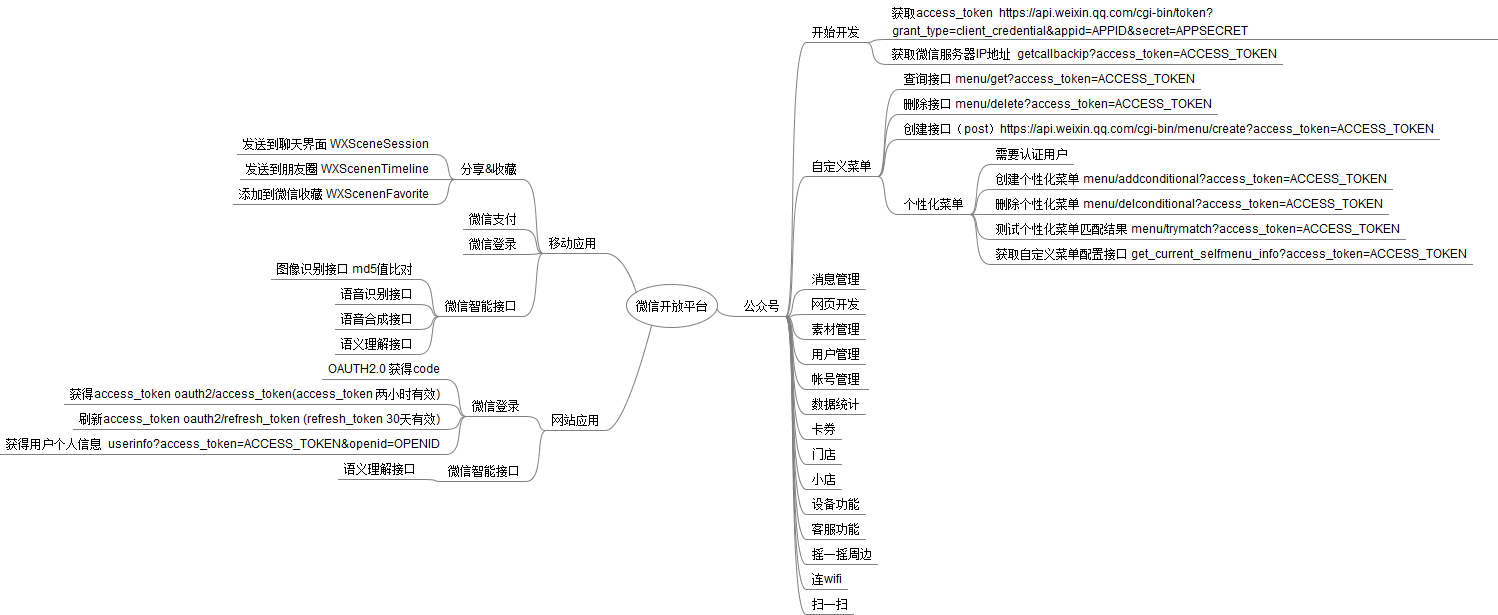 微信开放平台
移动应用
分享&收藏
发送到聊天界面 WXSceneSession
发送到朋友圈 WXScenenTimeline
添加到微信收藏 WXScenenFavorite
微信支付
微信登录
微信智能接口
图像识别接口 md5值比对
语音识别接口
语音合成接口
语义理解接口
网站应用
微信登录
OAUTH2.0 获得code
获得access_token oauth2/access_token(access_token 两小时有效)
刷新access_token oauth2/refresh_token (refresh_token 30天有效)
获得用户个人信息 userinfo?access_token=ACCESS_TOKEN&openid=OPENID
微信智能接口
语义理解接口
公众号
开始开发
获取access_token https://api.weixin.qq.com/cgi-bin/token?
grant_type=client_credential&appid=APPID&secret=APPSECRET
获取微信服务器IP地址 getcallbackip?access_token=ACCESS_TOKEN
自定义菜单
查询接口 menu/get?access_token=ACCESS_TOKEN
删除接口 menu/delete?access_token=ACCESS_TOKEN
创建接口（post）https://api.weixin.qq.com/cgi-bin/menu/create?access_token=ACCESS_TOKEN
个性化菜单
需要认证用户
创建个性化菜单 menu/addconditional?access_token=ACCESS_TOKEN
删除个性化菜单 menu/delconditional?access_token=ACCESS_TOKEN
测试个性化菜单匹配结果 menu/trymatch?access_token=ACCESS_TOKEN
获取自定义菜单配置接口 get_current_selfmenu_info?access_token=ACCESS_TOKEN
消息管理
网页开发
素材管理
用户管理
帐号管理
数据统计
卡券
门店
小店
设备功能
客服功能
摇一摇周边
连wifi
扫一扫